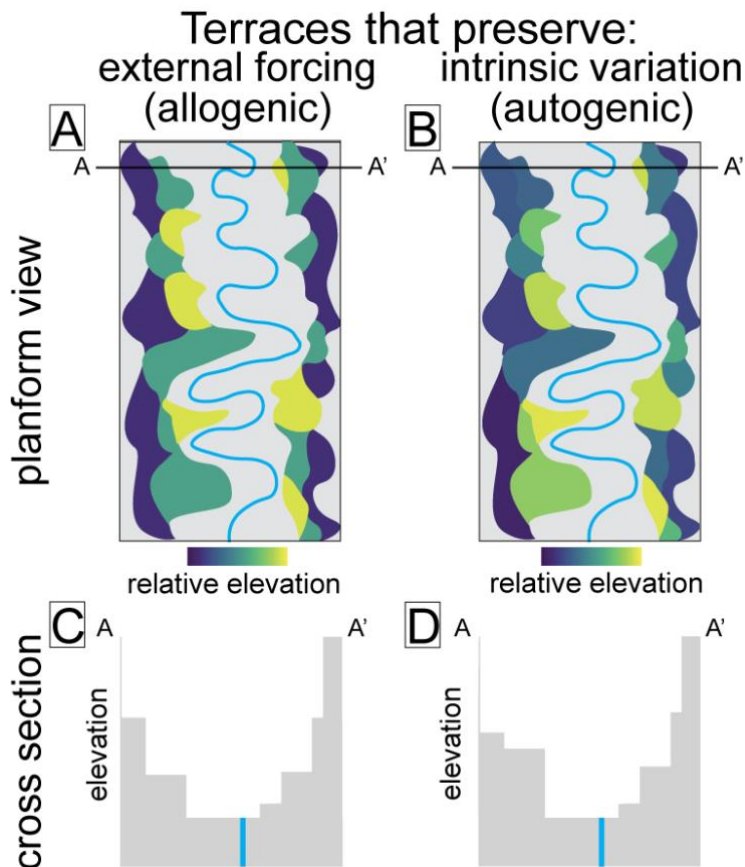 Terraces that preserve:
external forcing
(allogenic)
intrinsic variation
(autogenic)
A
A
A'
B
A'
planform view
relative elevation
relative elevation
C
A
A'
elevation
D
A
A'
elevation
cross section